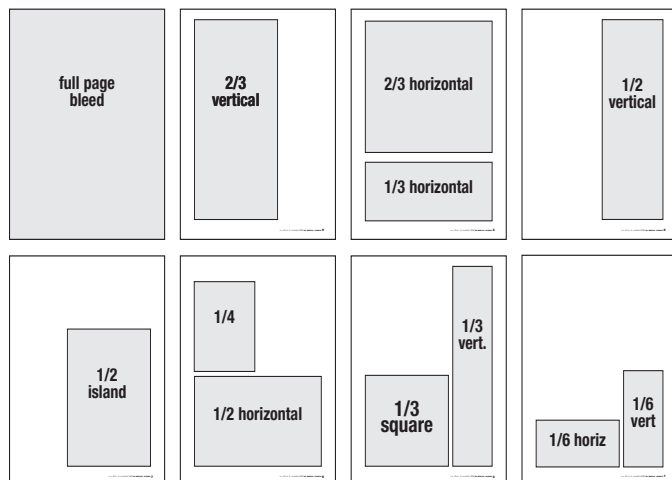 full page
bleed
2/3
vertical
2/3 horizontal
1/3 horizontal
1/2
vertical
1/2
island
1/4
1/2 horizontal
1/3
vert.
1/3
square
1/6 horiz
1/6
vert